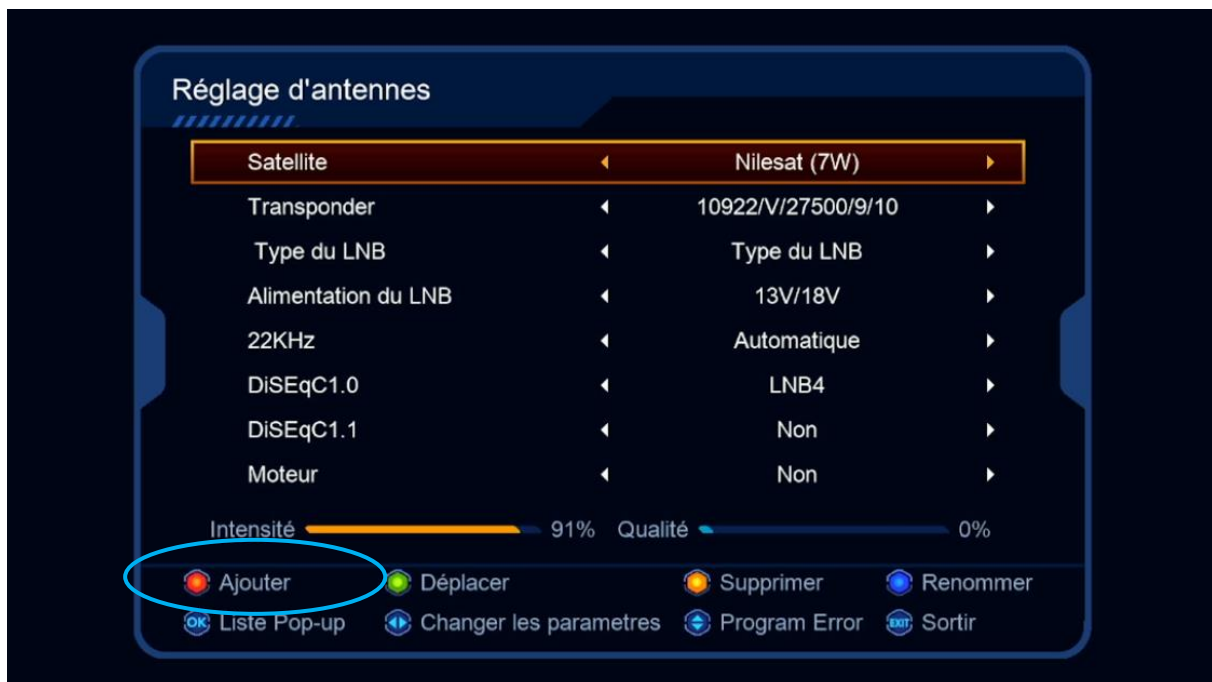 Réglage d'antennes
Satellite Nilesat (7W)
Transponder 10922/V/27500/9/10
Type du LNB Type du LNB
Alimentation du LNB 13V/18V
22KHz Automatique
DiSEqC1.0 LNB4
DiSEqC1.1 Non
Moteur Non
Intensité 91% Qualité 0%
Ajouter Déplacer Supprimer Renommer
OK Liste Pop-up Changer les parametres Program Error EXIT Sortir